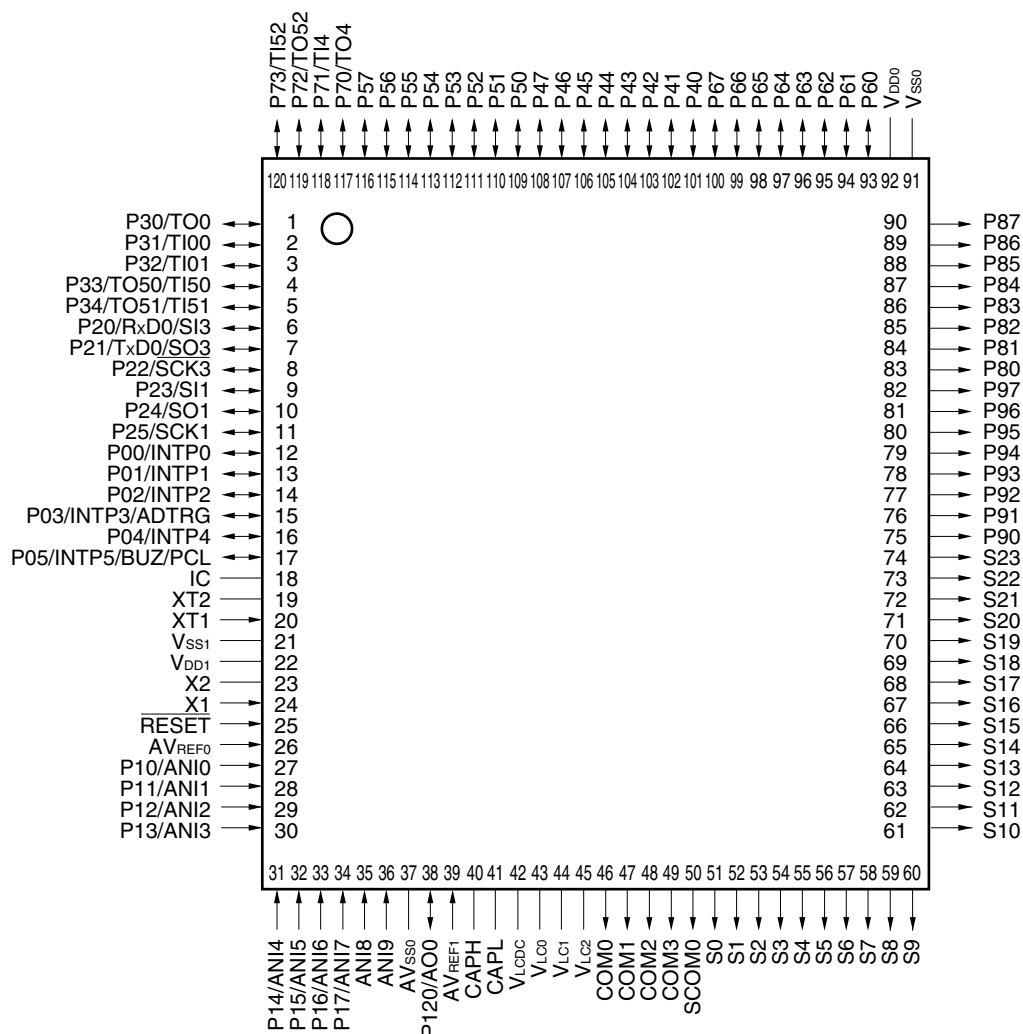 P73/TI52
P72/TO52
P71/TI4
P70/TO4
P57
P56
P55
P54
P53
P52
P51
P50
P47
P46
P45
P44
P43
P42
P41
P40
P67
P66
P65
P64
P63
P62
P61
P60
VDD0
VSS0
120 119 118 117 116 115 114 113 112 111 110 109 108 107 106 105 104 103 102 101 100 99 98 97 96 95 94 93 92 91
P30/TO0 1 90 P87
P31/TI00 2 89 P86
P32/TI01 3 88 P85
P33/TO50/TI50 4 87 P84
P34/TO51/TI51 5 86 P83
P20/RxD0/SI3 6 85 P82
P21/TxD0/SO3 7 84 P81
P22/SCK3 8 83 P80
P23/SI1 9 82 P97
P24/SO1 10 81 P96
P25/SCK1 11 80 P95
P00/INTP0 12 79 P94
P01/INTP1 13 78 P93
P02/INTP2 14 77 P92
P03/INTP3/ADTRG 15 76 P91
P04/INTP4 16 75 P90
P05/INTP5/BUZ/PCL 17 74 S23
IC 18 73 S22
XT2 19 72 S21
XT1 20 71 S20
VSS1 21 70 S19
VDD1 22 69 S18
X2 23 68 S17
X1 24 67 S16
RESET 25 66 S15
AVREF0 26 65 S14
P10/ANI0 27 64 S13
P11/ANI1 28 63 S12
P12/ANI2 29 62 S11
P13/ANI3 30 61 S10
31 32 33 34 35 36 37 38 39 40 41 42 43 44 45 46 47 48 49 50 51 52 53 54 55 56 57 58 59 60
P14/ANI4
P15/ANI5
P16/ANI6
P17/ANI7
ANI8
ANI9
AVSS0
P120/AO0
AVREF1
CAPH
CAPL
VLCDC
VLC0
VLC1
VLC2
COM0
COM1
COM2
COM3
SCOM0
S0
S1
S2
S3
S4
S5
S6
S7
S8
S9